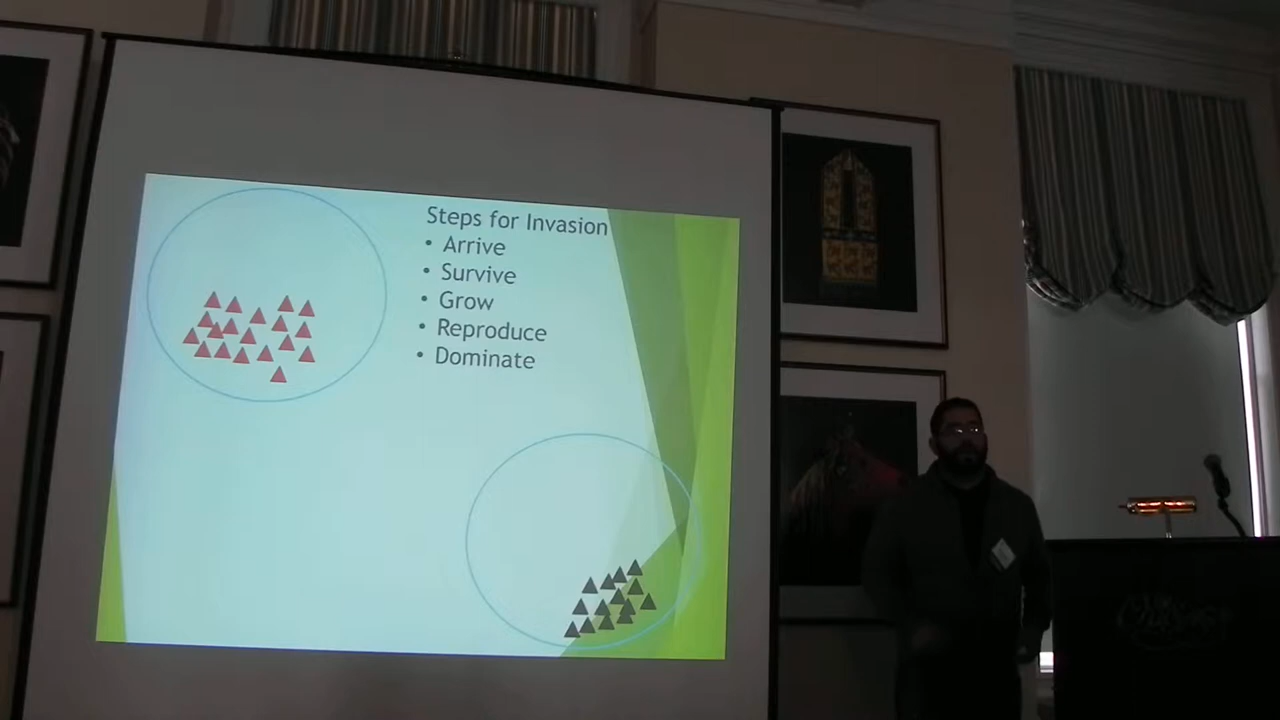 Steps for Invasion
• Arrive
• Survive
• Grow
• Reproduce
• Dominate